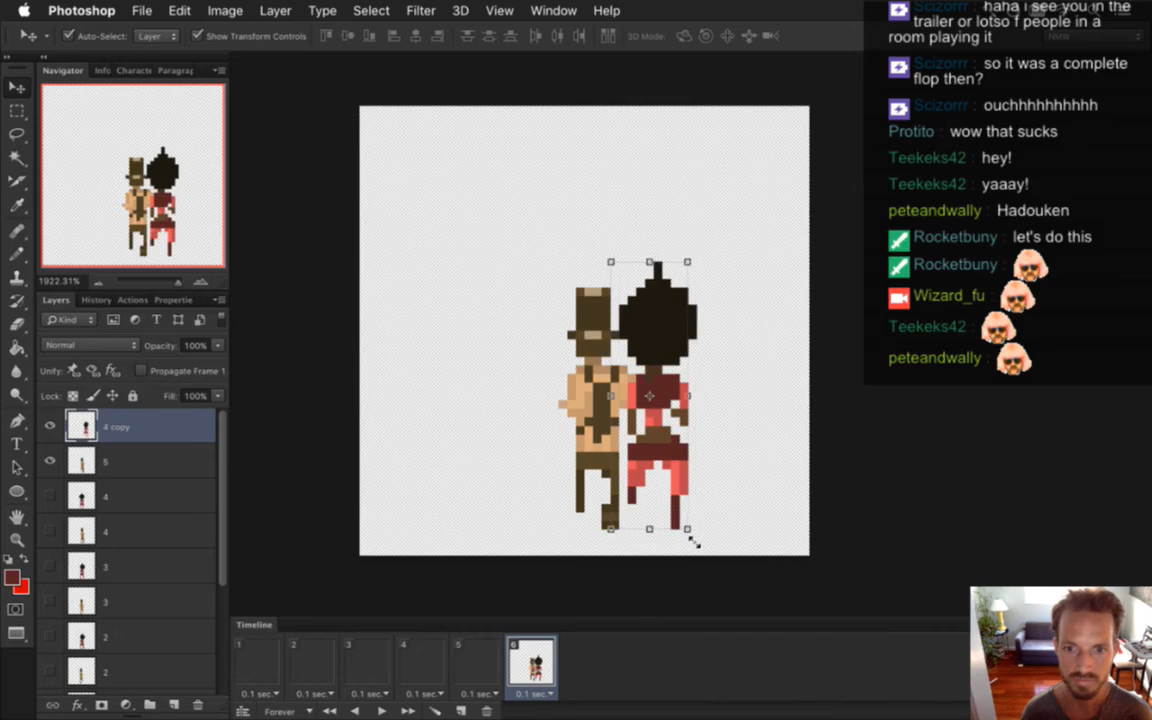 Photoshop File Edit Image Layer Type Select Filter 3D View Window Help
Auto-Select: Layer Show Transform Controls 3D Mode:
Navigator Info Characte Paragraj
1922.31%
Layers History Actions Propertie
Kind
Normal Opacity: 100%
Unify: Propagate Frame 1
Lock: Fill: 100%
4 copy
5
4
4
3
3
2
2
Timeline
1 2 3 4 5 6
0.1 sec. 0.1 sec. 0.1 sec. 0.1 sec. 0.1 sec. 0.1 sec.
Forever
Scizorrr haha i see you in the
trailer or lotso f people in a
room playing it
Scizorrr : so it was a complete
flop then?
Scizorrr : ouchhhhhhhhhh
Protito : wow that sucks
Teekeks42 : hey!
Teekeks42 : yaaay!
peteandwally : Hadouken
Rocketbuny : let's do this
Rocketbuny :
Wizard_fu :
Teekeks42 :
peteandwally :